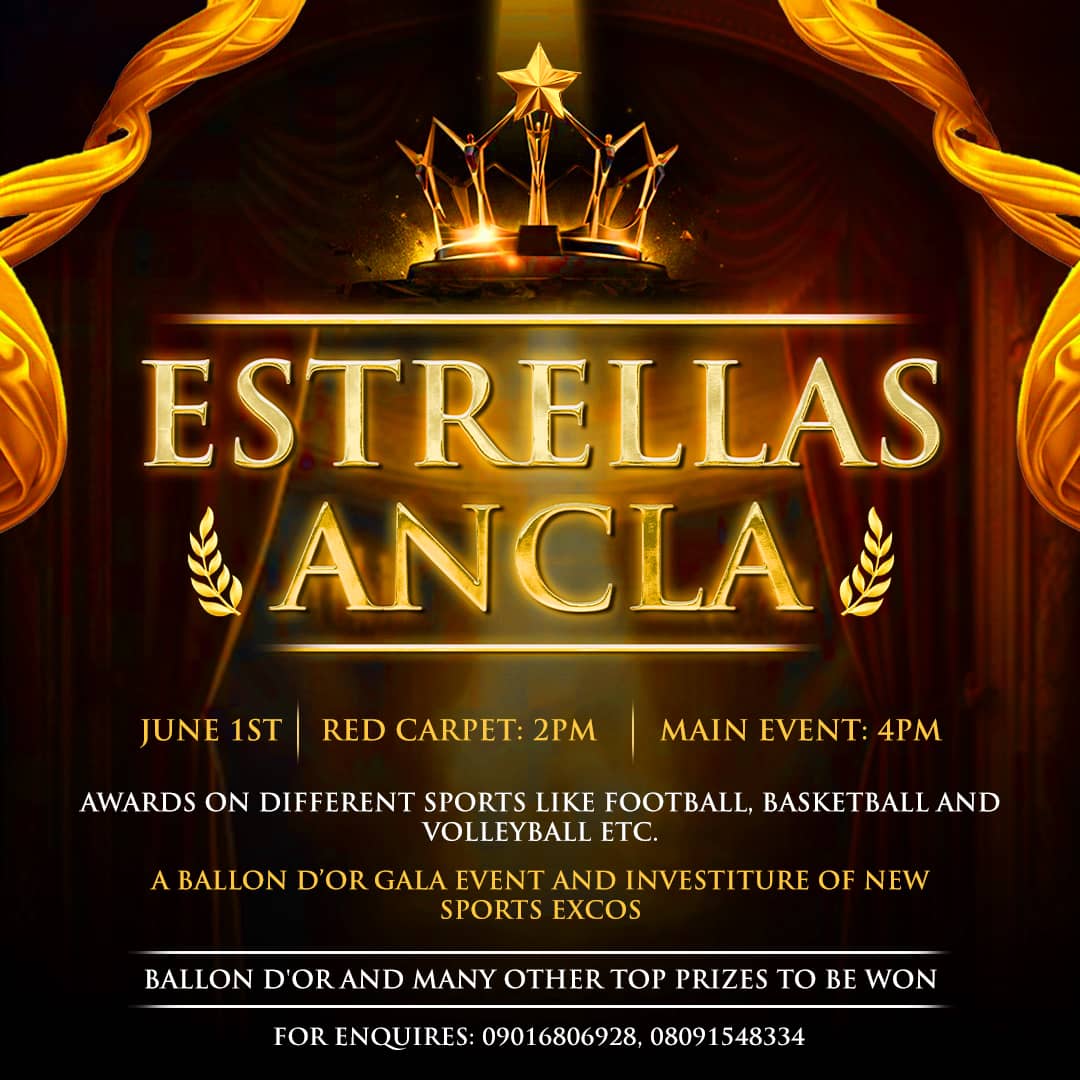 ESTRELLAS
ANCLA
JUNE 1ST | RED CARPET: 2PM | MAIN EVENT: 4PM
AWARDS ON DIFFERENT SPORTS LIKE FOOTBALL, BASKETBALL AND
VOLLEYBALL ETC.
A BALLON D’OR GALA EVENT AND INVESTITURE OF NEW
SPORTS EXCOS
BALLON D'OR AND MANY OTHER TOP PRIZES TO BE WON
FOR ENQUIRES: 09016806928, 08091548334